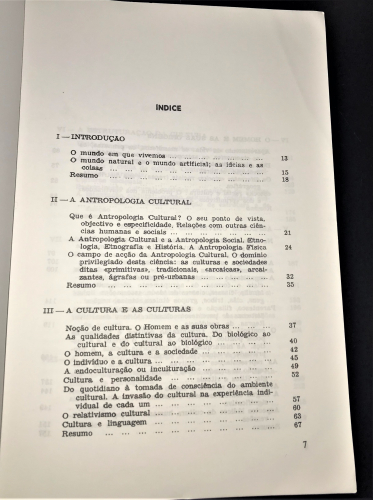 ÍNDICE
I — INTRODUÇÃO
O mundo em que vivemos ... ... ... ... ... ... ... 13
O mundo natural e o mundo artificial; as ideias e as
coisas ... ... ... ... ... ... ... ... ... ... 15
Resumo ... ... ... ... ... ... ... ... ... ... 18
II — A ANTROPOLOGIA CULTURAL
Que é Antropologia Cultural? O seu ponto de vista,
objectivo e especificidade. Relações com outras ciên-
cias humanas e sociais ... ... ... ... ... ... ... 21
A Antropologia Cultural e a Antropologia Social. Etno-
logia, Etnografia e História. A Antropologia Física 24
O campo de acção da Antropologia Cultural. O domínio
privilegiado desta ciência: as culturas e sociedades
ditas «primitivas», tradicionais, «arcaicas», arcai-
zantes, ágrafas ou pré-urbanas ... ... ... ... ... 32
Resumo ... ... ... ... ... ... ... ... ... ... 35
III — A CULTURA E AS CULTURAS
Noção de cultura. O Homem e as suas obras ... ... ... 37
As qualidades distintivas da cultura. Do biológico ao
cultural e do cultural ao biológico ... ... ... ... 40
O homem, a cultura e a sociedade ... ... ... ... ... 42
O indivíduo e a cultura ... ... ... ... ... ... ... 45
A endoculturação ou inculturação ... ... ... ... ... 49
Cultura e personalidade ... ... ... ... ... ... ... 52
Do quotidiano à tomada de consciência do ambiente
cultural. A invasão do cultural na experiência indi-
vidual de cada um ... ... ... ... ... ... ... ... 57
O relativismo cultural ... ... ... ... ... ... ... 60
Cultura e linguagem ... ... ... ... ... ... ... ... 63
Resumo ... ... ... ... ... ... ... ... ... ... 67
7